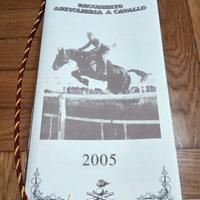 REGGIMENTO
ARTIGLIERIA A CAVALLO
2005